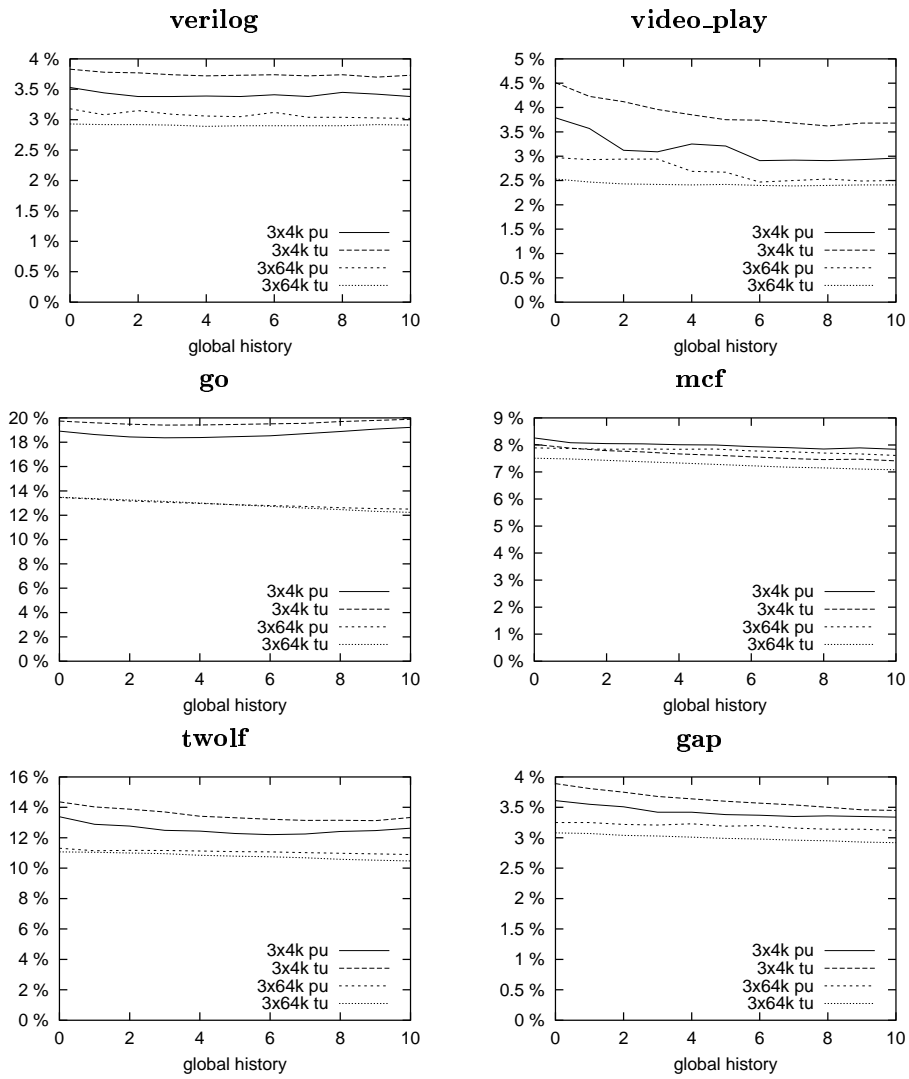 verilog
4 %
3.5 %
3 %
2.5 %
2 %
1.5 %
1 %
0.5 %
0 %
3x4k pu
3x4k tu
3x64k pu
3x64k tu
0 2 4 6 8 10
global history
video_play
5 %
4.5 %
4 %
3.5 %
3 %
2.5 %
2 %
1.5 %
1 %
0.5 %
0 %
3x4k pu
3x4k tu
3x64k pu
3x64k tu
0 2 4 6 8 10
global history
go
20 %
18 %
16 %
14 %
12 %
10 %
8 %
6 %
4 %
2 %
0 %
3x4k pu
3x4k tu
3x64k pu
3x64k tu
0 2 4 6 8 10
global history
mcf
9 %
8 %
7 %
6 %
5 %
4 %
3 %
2 %
1 %
0 %
3x4k pu
3x4k tu
3x64k pu
3x64k tu
0 2 4 6 8 10
global history
twolf
16 %
14 %
12 %
10 %
8 %
6 %
4 %
2 %
0 %
3x4k pu
3x4k tu
3x64k pu
3x64k tu
0 2 4 6 8 10
global history
gap
4 %
3.5 %
3 %
2.5 %
2 %
1.5 %
1 %
0.5 %
0 %
3x4k pu
3x4k tu
3x64k pu
3x64k tu
0 2 4 6 8 10
global history